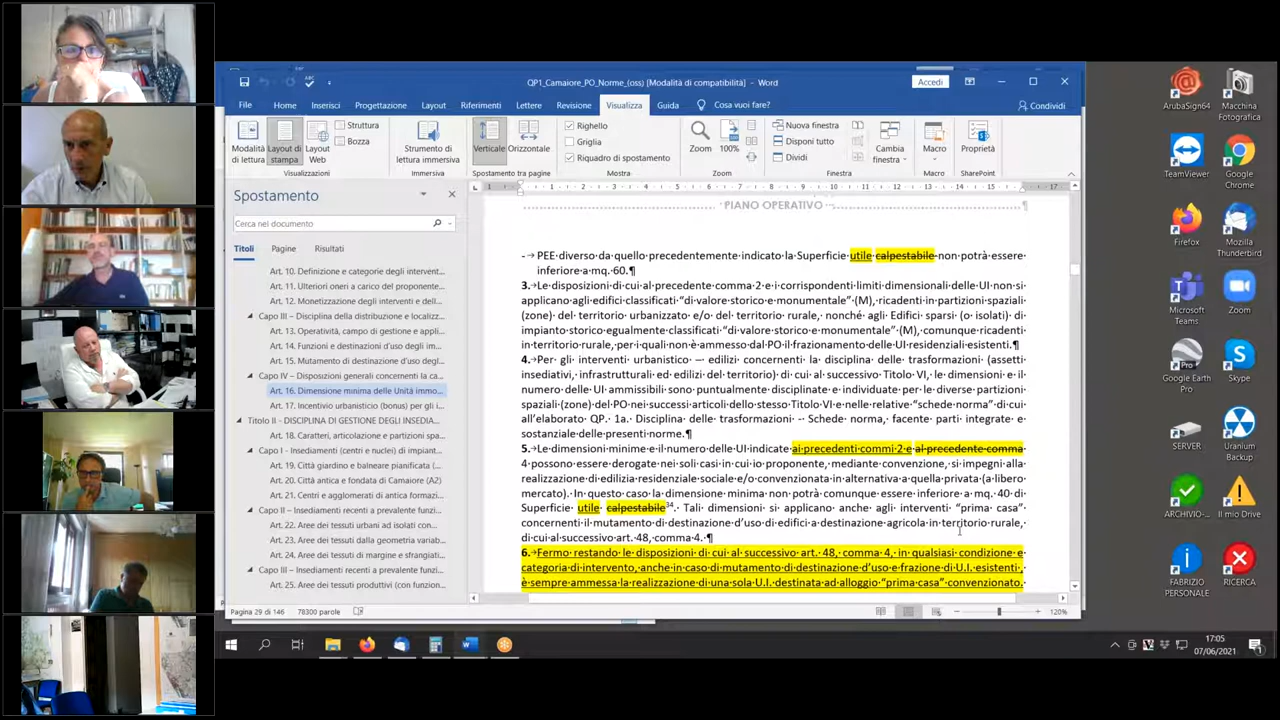 QP1_Camaiore_PO_Norme_(oss) [Modalità di compatibilità] - Word
Accedi
File Home Inserisci Progettazione Layout Riferimenti Lettere Revisione Visualizza Guida Cosa vuoi fare? Condividi
Modalità di lettura
Layout di stampa
Layout Web
Struttura
Bozza
Visualizzazioni
Strumento di lettura immersiva
Immersiva
Verticale
Orizzontale
Spostamento tra pagine
Righello
Griglia
Riquadro di spostamento
Mostra
Zoom
100%
Zoom
Nuova finestra
Disponi tutto
Dividi
Cambia finestra
Finestra
Macro
Macro
Proprietà
SharePoint
Spostamento
Cerca nel documento
Titoli Pagine Risultati
Art. 10. Definizione e categorie degli intervent...
Art. 11. Ulteriori oneri a carico del proponente...
Art. 12. Monetizzazione degli interventi e dell...
Capo III – Disciplina della distribuzione e localizz...
Art. 13. Operatività, campo di gestione e appli...
Art. 14. Funzioni e destinazioni d'uso degli im...
Art. 15. Mutamento di destinazione d'uso degl...
Capo IV – Disposizioni generali concernenti la ca...
Art. 16. Dimensione minima delle Unità immo...
Art. 17. Incentivo urbanistico (bonus) per gli i...
Titolo II - DISCIPLINA DI GESTIONE DEGLI INSEDIA...
Art. 18. Caratteri, articolazione e partizioni spa...
Capo I - Insediamenti (centri e nuclei) di impiant...
Art. 19. Città giardino e balneare pianificata (...
Art. 20. Città antica e fondata di Camaiore (A2)
Art. 21. Centri e agglomerati di antica formazi...
Capo II – Insediamenti recenti a prevalente funzi...
Art. 22. Aree dei tessuti urbani ad isolati con...
Art. 23. Aree dei tessuti dalla geometria variab...
Art. 24. Aree dei tessuti di margine e sfrangiati...
Capo III – Insediamenti recenti a prevalente funzi...
Art. 25. Aree dei tessuti produttivi (con funzion...
PIANO OPERATIVO
- PEE diverso da quello precedentemente indicato la Superficie utile calpestabile non potrà essere
inferiore a mq. 60.¶
3. Le disposizioni di cui al precedente comma 2 e i corrispondenti limiti dimensionali delle UI non si
applicano agli edifici classificati "di valore storico e monumentale" (M), ricadenti in partizioni spaziali
(zone) del territorio urbanizzato e/o del territorio rurale, nonché agli Edifici sparsi (o isolati) di
impianto storico egualmente classificati "di valore storico e monumentale" (M), comunque ricadenti
in territorio rurale, per i quali non è ammesso dal PO il frazionamento di UI residenziali esistenti.¶
4. Per gli interventi urbanistico – edilizi concernenti la disciplina delle trasformazioni (assetti
insediativi, infrastrutturali ed edilizi del territorio) di cui al successivo Titolo VI, le dimensioni e il
numero delle UI ammissibili sono puntualmente disciplinate e individuate per le diverse partizioni
spaziali (zone) del PO nei successivi articoli dello stesso Titolo VI e nelle relative "schede norma" di cui
all'elaborato QP. 1a. Disciplina delle trasformazioni – Schede norma, facente parti integrate e
sostanziale delle presenti norme.¶
5. Le dimensioni minime e il numero delle UI indicate ai precedenti commi 2 e al precedente comma
4 possono essere derogate nei soli casi in cui io proponente, mediante convenzione, si impegni alla
realizzazione di edilizia residenziale sociale e/o convenzionata in alternativa a quella privata (a libero
mercato). In questo caso la dimensione minima non potrà comunque essere inferiore a mq. 40 di
Superficie utile calpestabile34. Tali dimensioni si applicano anche agli interventi "prima casa"
concernenti il mutamento di destinazione d'uso di edifici a destinazione agricola in territorio rurale,
di cui al successivo art. 48, comma 4. ¶
6. Fermo restando le disposizioni di cui al successivo art. 48, comma 4, in qualsiasi condizione e
categoria di intervento, anche in caso di mutamento di destinazione d'uso e frazione di U.I. esistenti,
è sempre ammessa la realizzazione di una sola U.I. destinata ad alloggio "prima casa" convenzionato.
Pagina 29 di 146 78300 parole 120%
ArubaSign64
Macchina Fotografica
TeamViewer
Google Chrome
Firefox
Mozilla Thunderbird
Microsoft Teams
Zoom
Google Earth Pro
Skype
SERVER
Uranium Backup
ARCHIVIO-...
Il mio Drive
FABRIZIO PERSONALE
RICERCA
17:05
07/06/2021